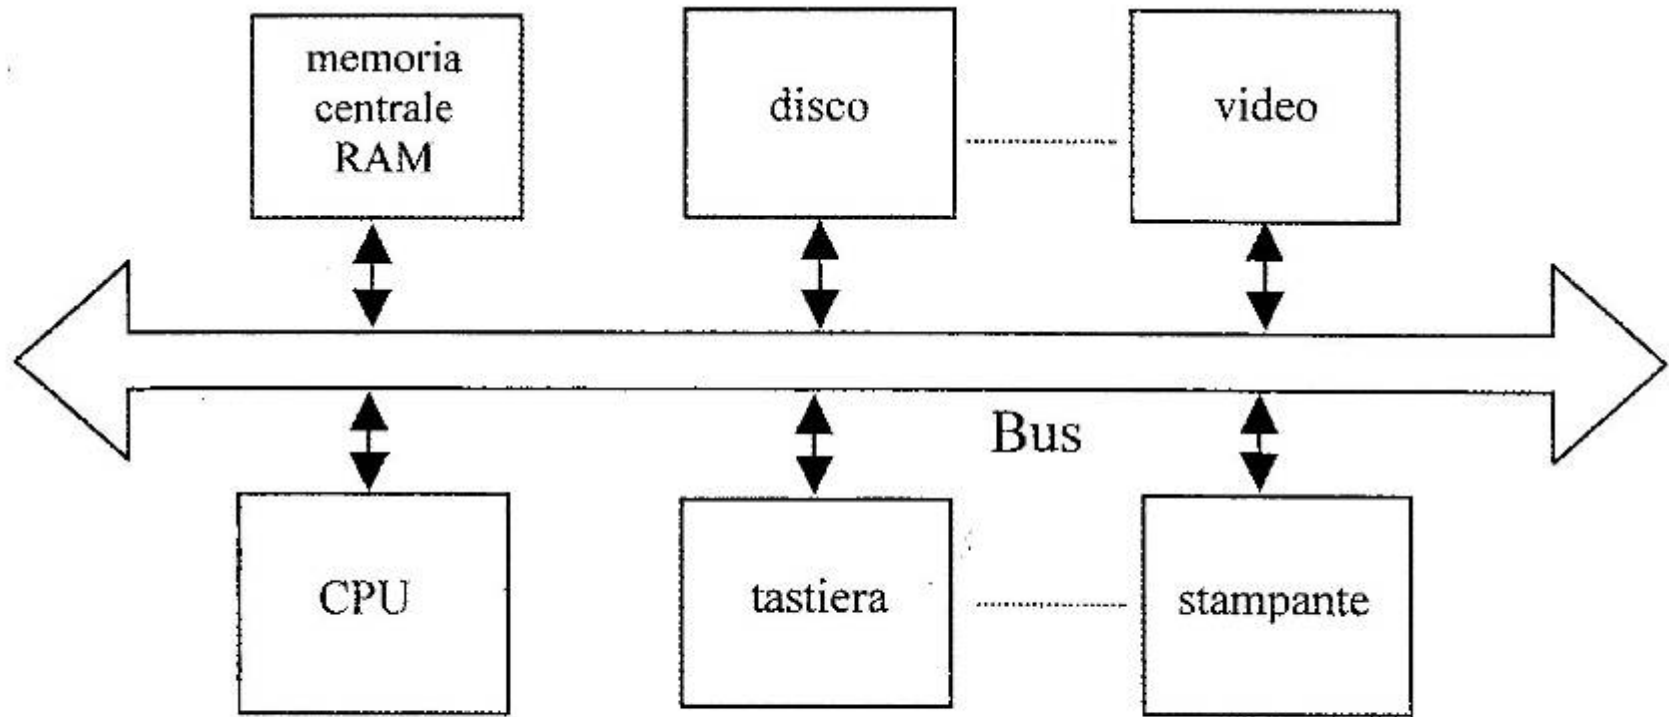 memoria
centrale
RAM
disco
video
Bus
CPU
tastiera
stampante